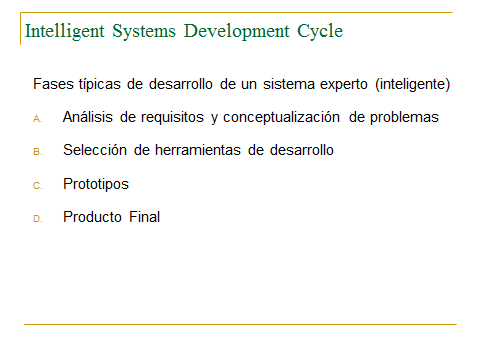 Intelligent Systems Development Cycle
Fases típicas de desarrollo de un sistema experto (inteligente)
A. Análisis de requisitos y conceptualización de problemas
B. Selección de herramientas de desarrollo
C. Prototipos
D. Producto Final